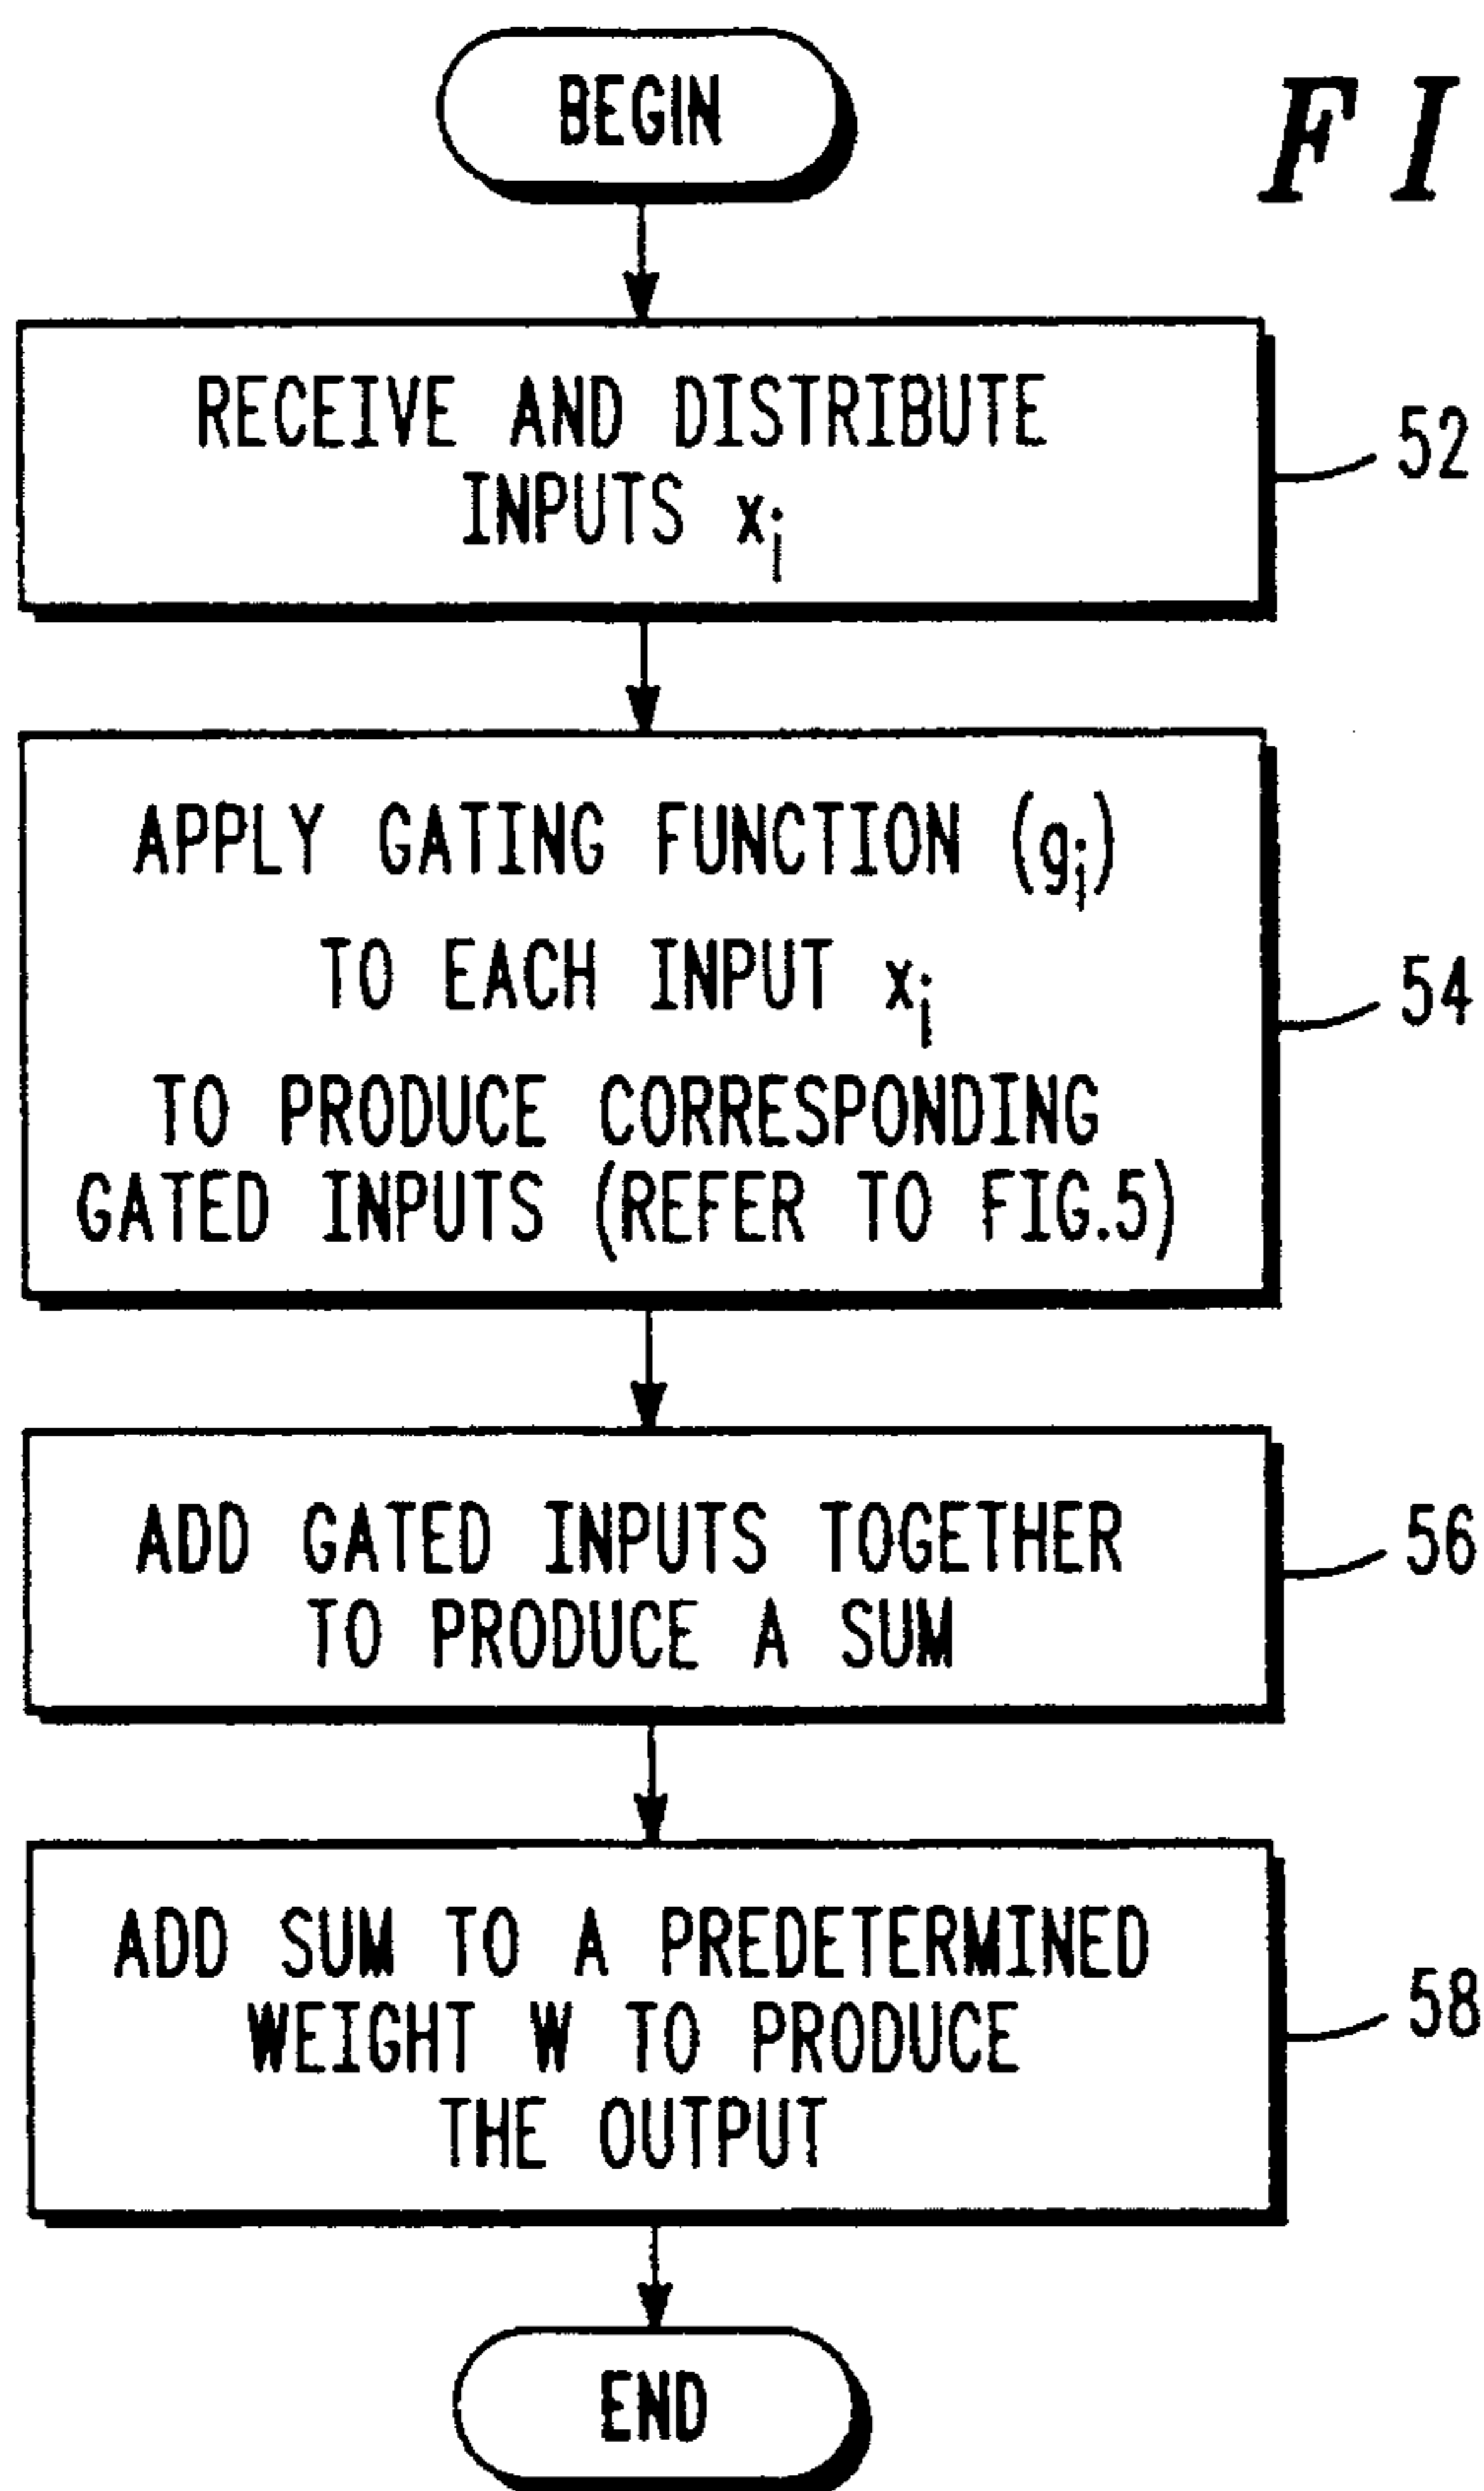 BEGIN
F I
RECEIVE AND DISTRIBUTE
INPUTS xi
52
APPLY GATING FUNCTION (gi)
TO EACH INPUT xi
TO PRODUCE CORRESPONDING
GATED INPUTS (REFER TO FIG.5)
54
ADD GATED INPUTS TOGETHER
TO PRODUCE A SUM
56
ADD SUM TO A PREDETERMINED
WEIGHT W TO PRODUCE
THE OUTPUT
58
END